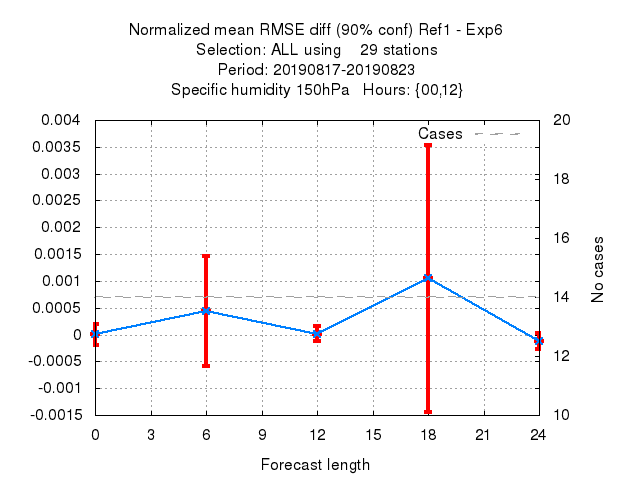 Normalized mean RMSE diff (90% conf) Ref1 - Exp6
Selection: ALL using 29 stations
Period: 20190817-20190823
Specific humidity 150hPa Hours: {00,12}
Cases
0.004
0.0035
0.003
0.0025
0.002
0.0015
0.001
0.0005
0
-0.0005
-0.001
-0.0015
20
18
16
14
12
10
No cases
0 3 6 9 12 15 18 21 24
Forecast length